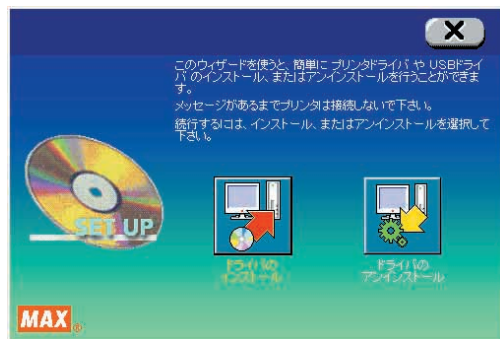 このウィザードを使うと、簡単に プリンタドライバ や USBドライ
バ のインストール、またはアンインストールを行うことができま
す。
メッセージがあるまでプリンタは接続しないで下さい。
続行するには、インストール、またはアンインストールを選択して
下さい。
SET UP
ドライバの
インストール
ドライバの
アンインストール
MAX®